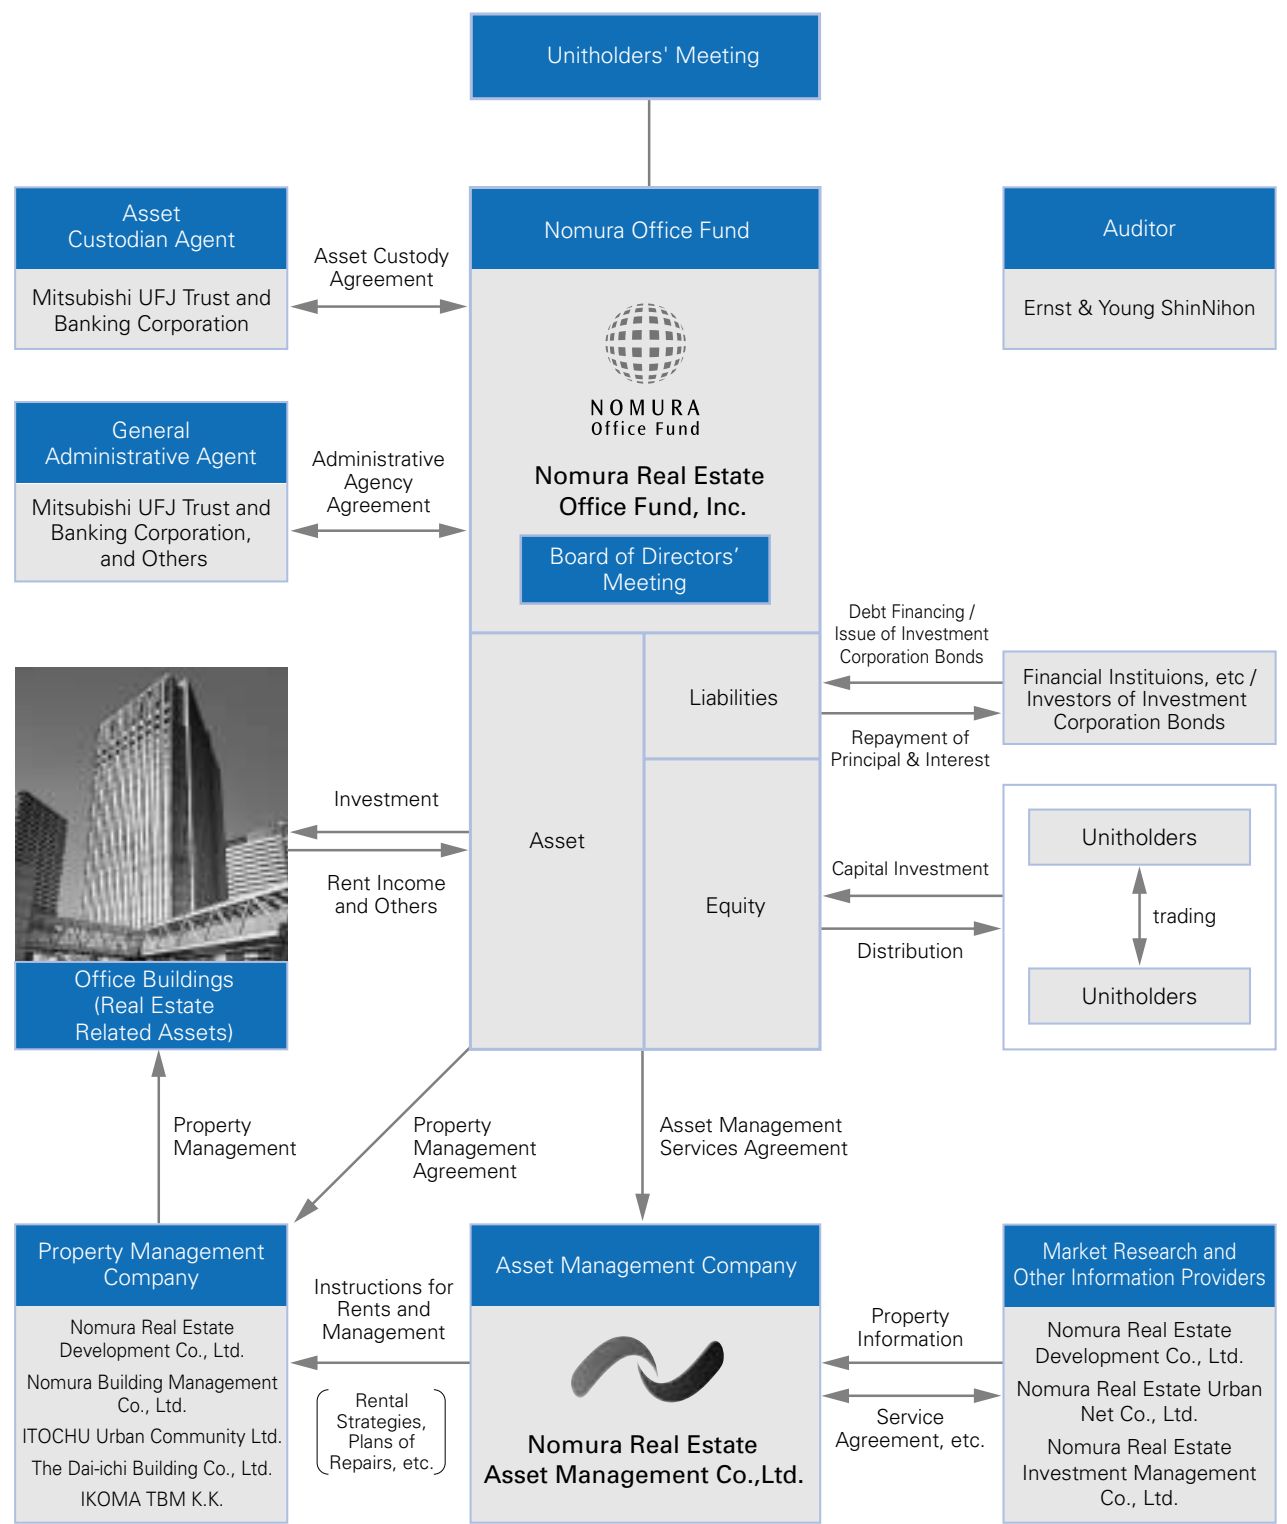 Unitholders' Meeting
Asset
Custodian Agent
Mitsubishi UFJ Trust and
Banking Corporation
Asset Custody
Agreement
Nomura Office Fund
NOMURA
Office Fund
Nomura Real Estate
Office Fund, Inc.
Board of Directors'
Meeting
Auditor
Ernst & Young ShinNihon
General
Administrative Agent
Mitsubishi UFJ Trust and
Banking Corporation,
and Others
Administrative
Agency
Agreement
Asset
Liabilities
Equity
Debt Financing /
Issue of Investment
Corporation Bonds
Repayment of
Principal & Interest
Financial Instituions, etc /
Investors of Investment
Corporation Bonds
Investment
Rent Income
and Others
Office Buildings
(Real Estate
Related Assets)
Capital Investment
Distribution
Unitholders
trading
Unitholders
Property
Management
Property
Management
Agreement
Asset Management
Services Agreement
Property Management
Company
Nomura Real Estate
Development Co., Ltd.
Nomura Building Management
Co., Ltd.
ITOCHU Urban Community Ltd.
The Dai-ichi Building Co., Ltd.
IKOMA TBM K.K.
Instructions for
Rents and
Management
Rental
Strategies,
Plans of
Repairs, etc.
Asset Management Company
Nomura Real Estate
Asset Management Co.,Ltd.
Property
Information
Service
Agreement, etc.
Market Research and
Other Information Providers
Nomura Real Estate
Development Co., Ltd.
Nomura Real Estate Urban
Net Co., Ltd.
Nomura Real Estate
Investment Management
Co., Ltd.